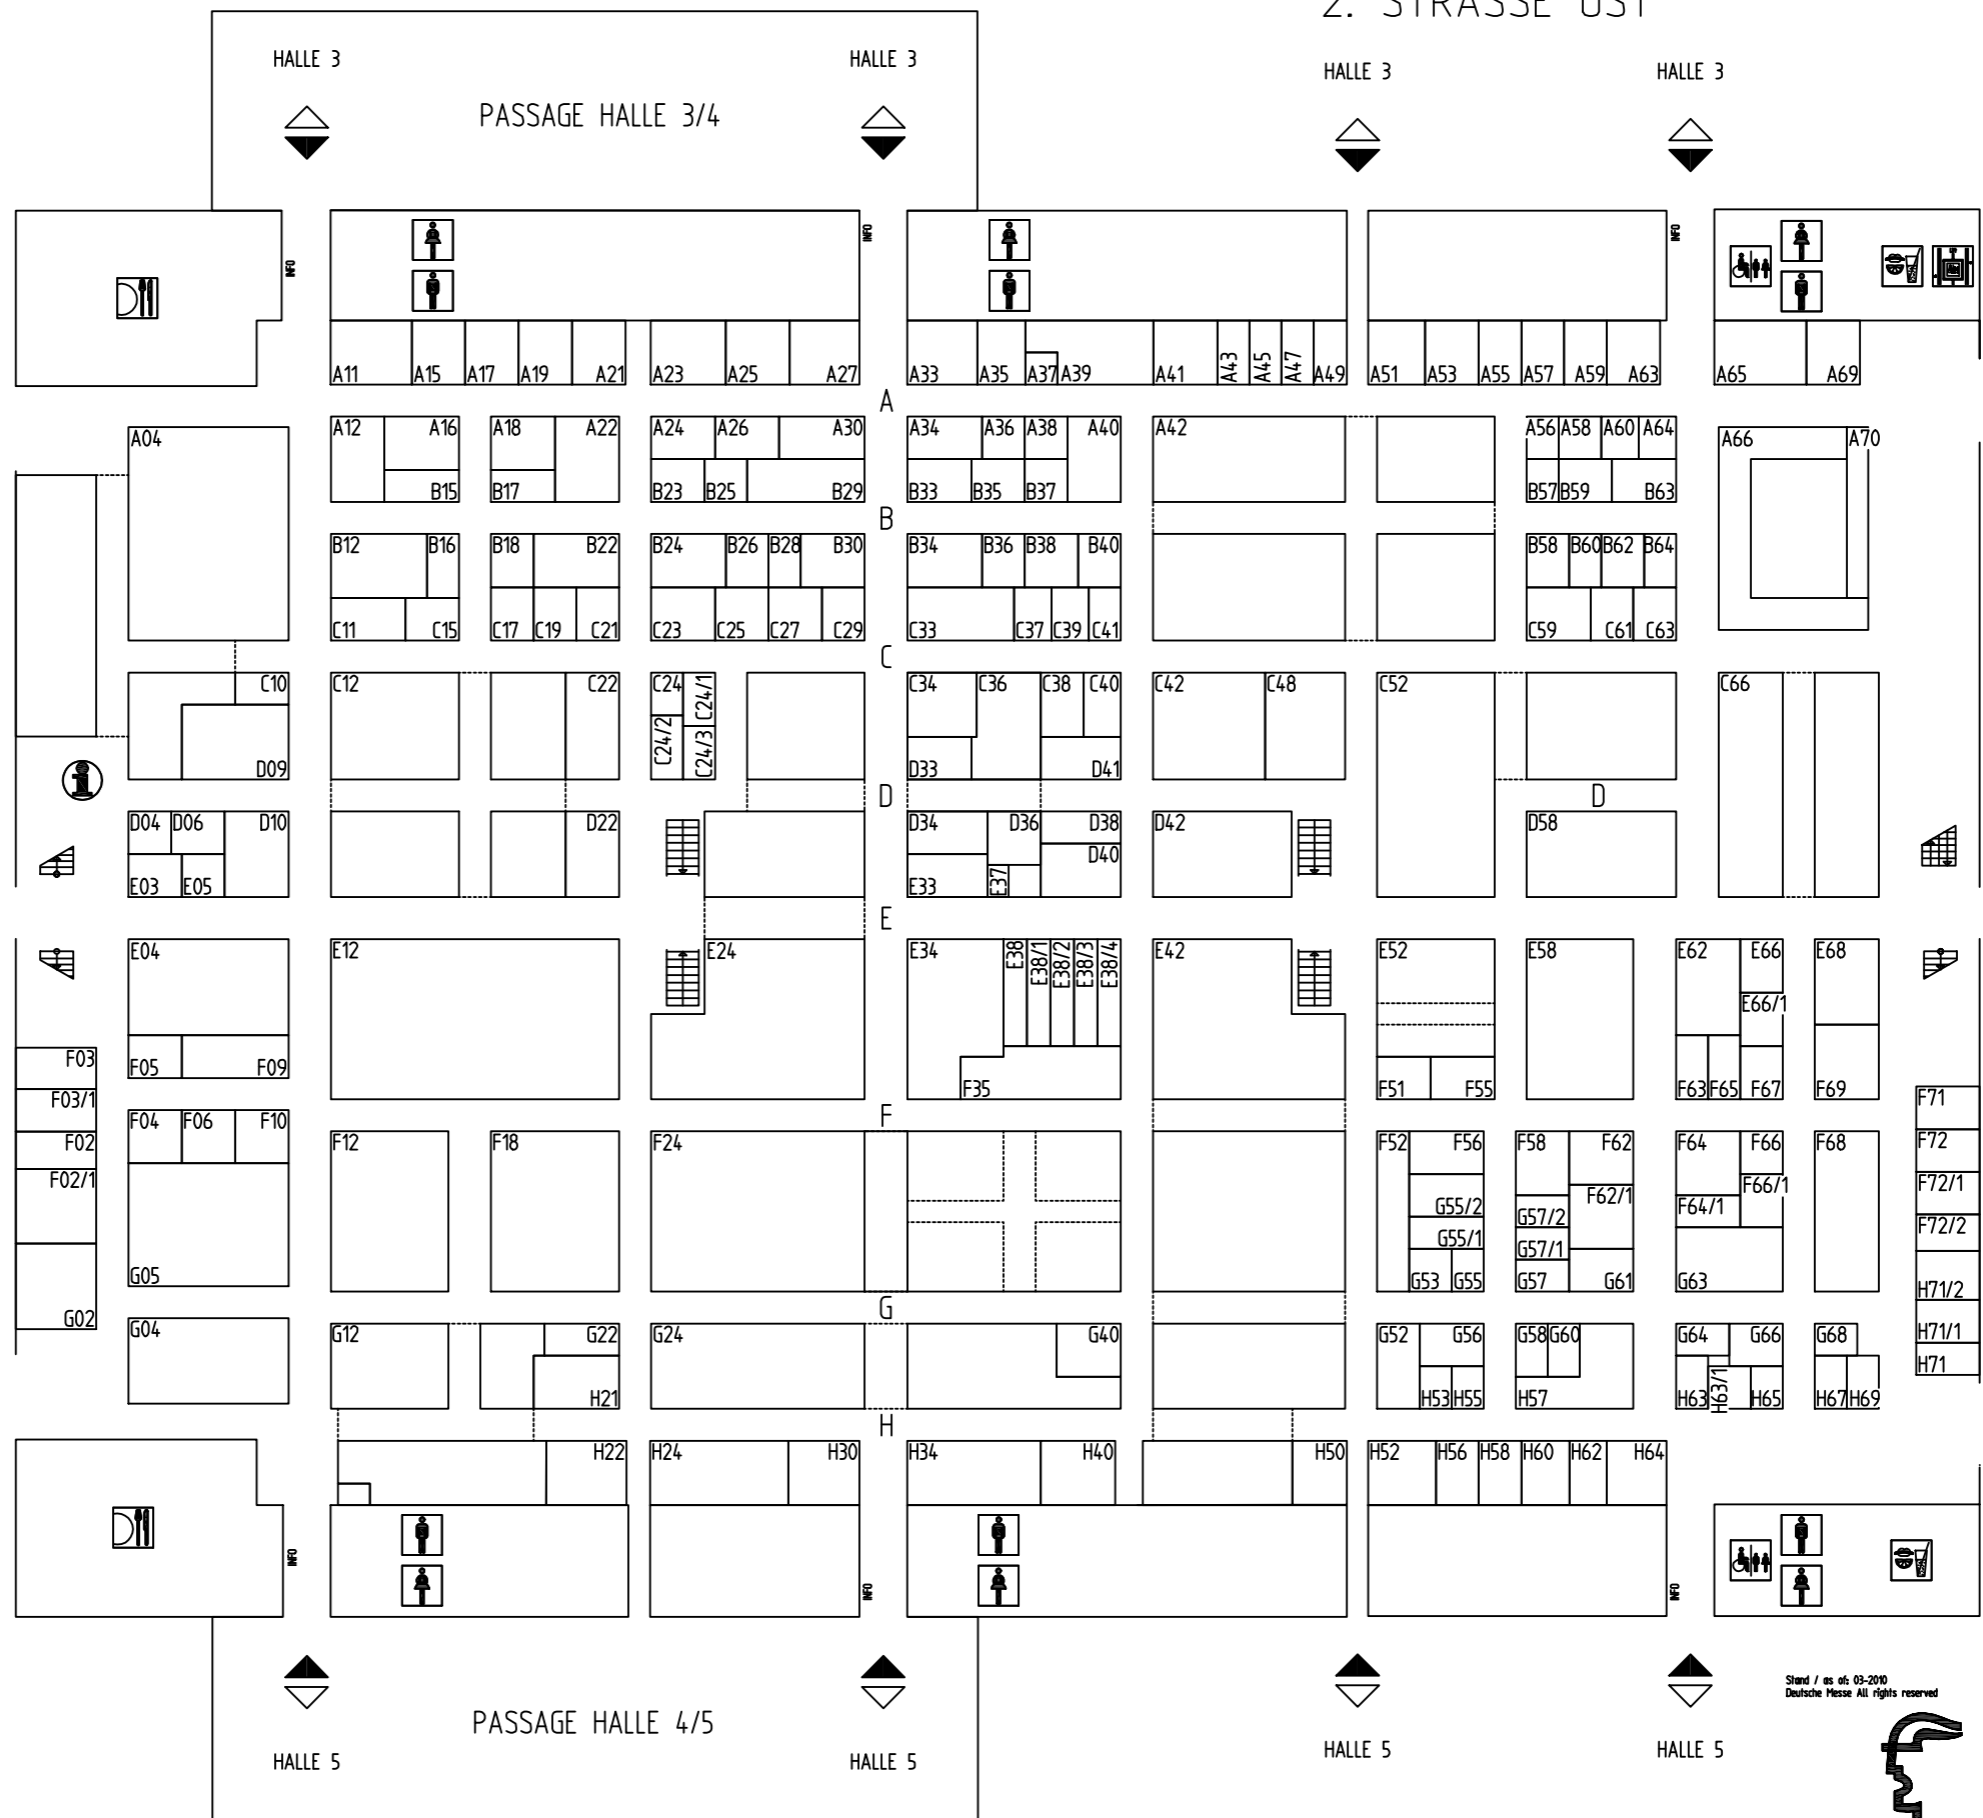 2. STRASSE OST
HALLE 3 HALLE 3 HALLE 3 HALLE 3
PASSAGE HALLE 3/4
INFO INFO INFO
A11 A15 A17 A19 A21 A23 A25 A27 A33 A35 A37 A39 A41 A43 A45 A47 A49 A51 A53 A55 A57 A59 A63 A65 A69
A
A04 A12 A16 A18 A22 A24 A26 A30 A34 A36 A38 A40 A42 A56 A58 A60 A64 A66 A70
B15 B17 B23 B25 B29 B33 B35 B37 B57 B59 B63
B
B12 B16 B18 B22 B24 B26 B28 B30 B34 B36 B38 B40 B58 B60 B62 B64
C11 C15 C17 C19 C21 C23 C25 C27 C29 C33 C37 C39 C41 C59 C61 C63
C
C10 C12 C22 C24 C24/1 C34 C36 C38 C40 C42 C48 C52 C66
C24/2 C24/3
D09 D33 D41
D D
D04 D06 D10 D22 D34 D36 D38 D42 D58
D40
E03 E05 E33 E37
E
E04 E12 E24 E34 E38 E38/1 E38/2 E38/3 E38/4 E42 E52 E58 E62 E66 E68
E66/1
F03 F05 F09 F35 F51 F55 F63 F65 F67 F69
F03/1 F71
F
F04 F06 F10
F02 F12 F18 F24 F52 F56 F58 F62 F64 F66 F68 F72
F02/1 F62/1 F66/1 F72/1
G55/2 G57/2 F64/1 F72/2
G55/1 G57/1
G05 G53 G55 G57 G61 G63 H71/2
G
G02 G04 G12 G22 G24 G40 G52 G56 G58 G60 G64 G66 G68 H71/1
H71
H21 H53 H55 H57 H63 H63/1 H65 H67 H69
H
H22 H24 H30 H34 H40 H50 H52 H56 H58 H60 H62 H64
INFO INFO INFO
PASSAGE HALLE 4/5
HALLE 5 HALLE 5 HALLE 5 HALLE 5
Stand / as of: 03-2010
Deutsche Messe All rights reserved